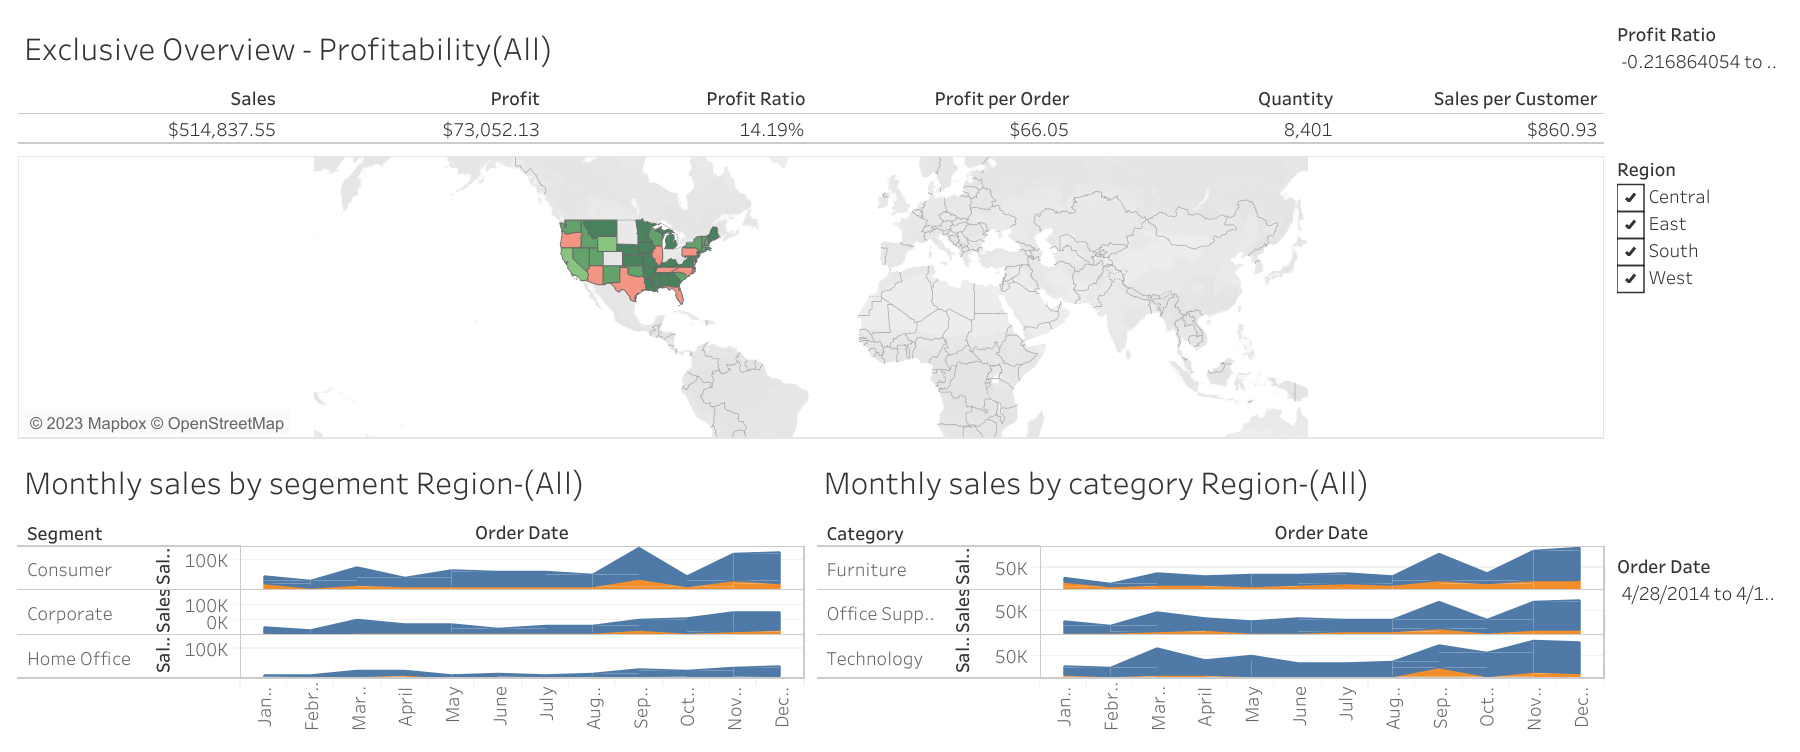 Exclusive Overview - Profitability(All)
Profit Ratio
-0.216864054 to ..
Sales Profit Profit Ratio Profit per Order Quantity Sales per Customer
$514,837.55 $73,052.13 14.19% $66.05 8,401 $860.93
Region
Central
East
South
West
© 2023 Mapbox © OpenStreetMap
Monthly sales by segement Region-(All)
Segment Order Date
Consumer Sal.. 100K
Corporate Sales 100K
0K
Home Office Sal.. 100K
Jan.. Febr.. Mar.. April May June July Aug.. Sep.. Oct.. Nov.. Dec..
Monthly sales by category Region-(All)
Category Order Date
Furniture Sal.. 50K
Office Supp.. Sales 50K
Technology Sal.. 50K
Jan.. Febr.. Mar.. April May June July Aug.. Sep.. Oct.. Nov.. Dec..
Order Date
4/28/2014 to 4/1..